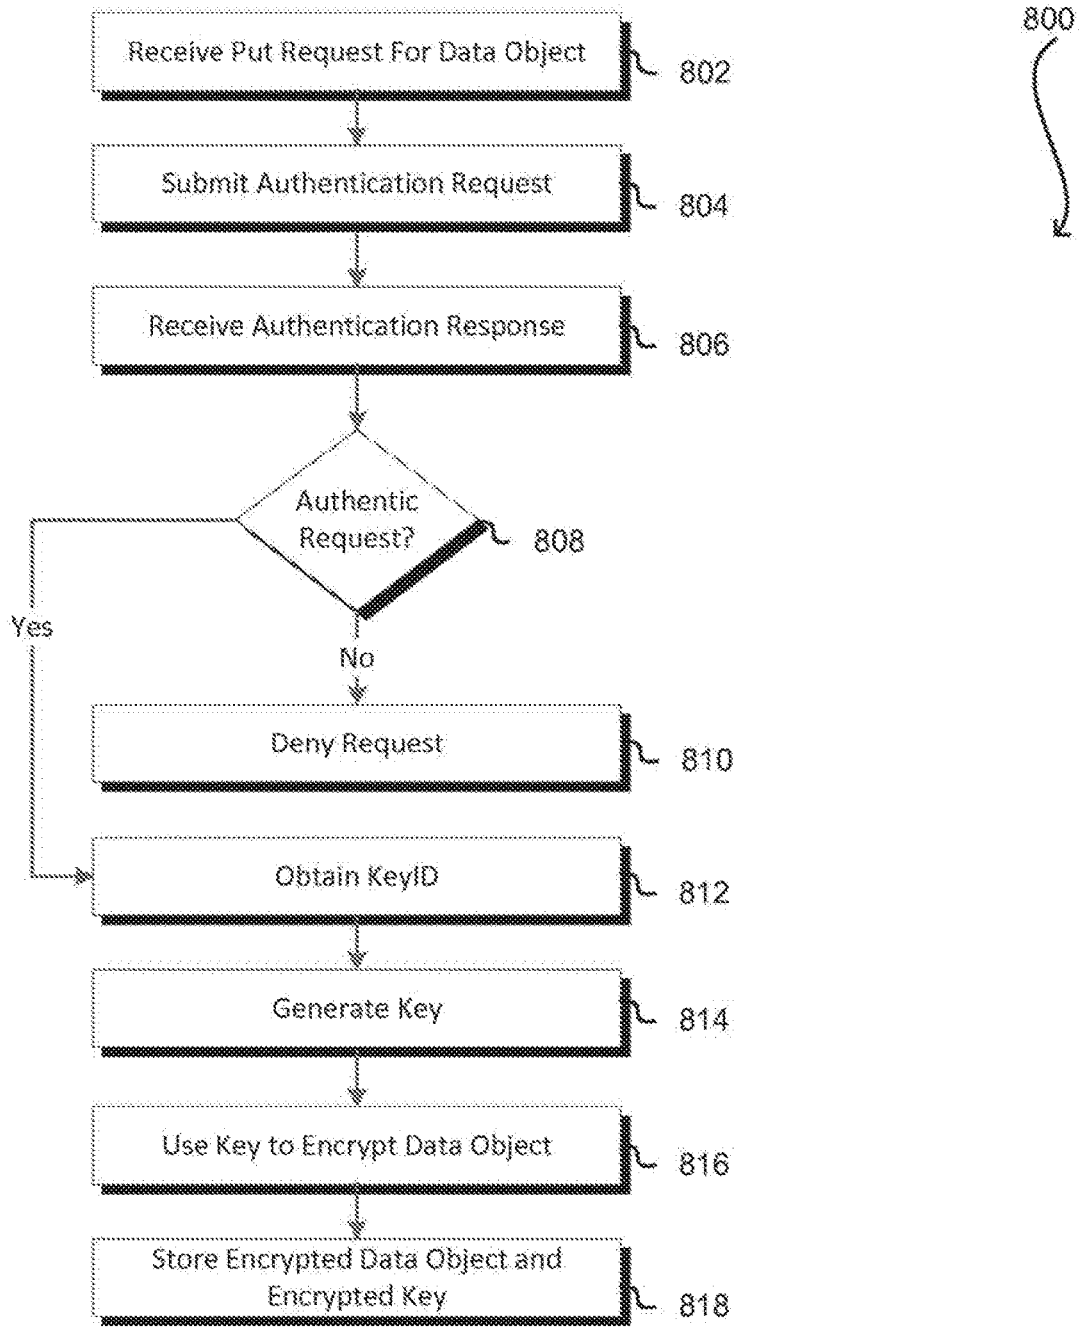 800
Receive Put Request For Data Object
802
Submit Authentication Request
804
Receive Authentication Response
806
Authentic
Request?
808
Yes
No
Deny Request
810
Obtain KeyID
812
Generate Key
814
Use Key to Encrypt Data Object
816
Store Encrypted Data Object and
Encrypted Key
818